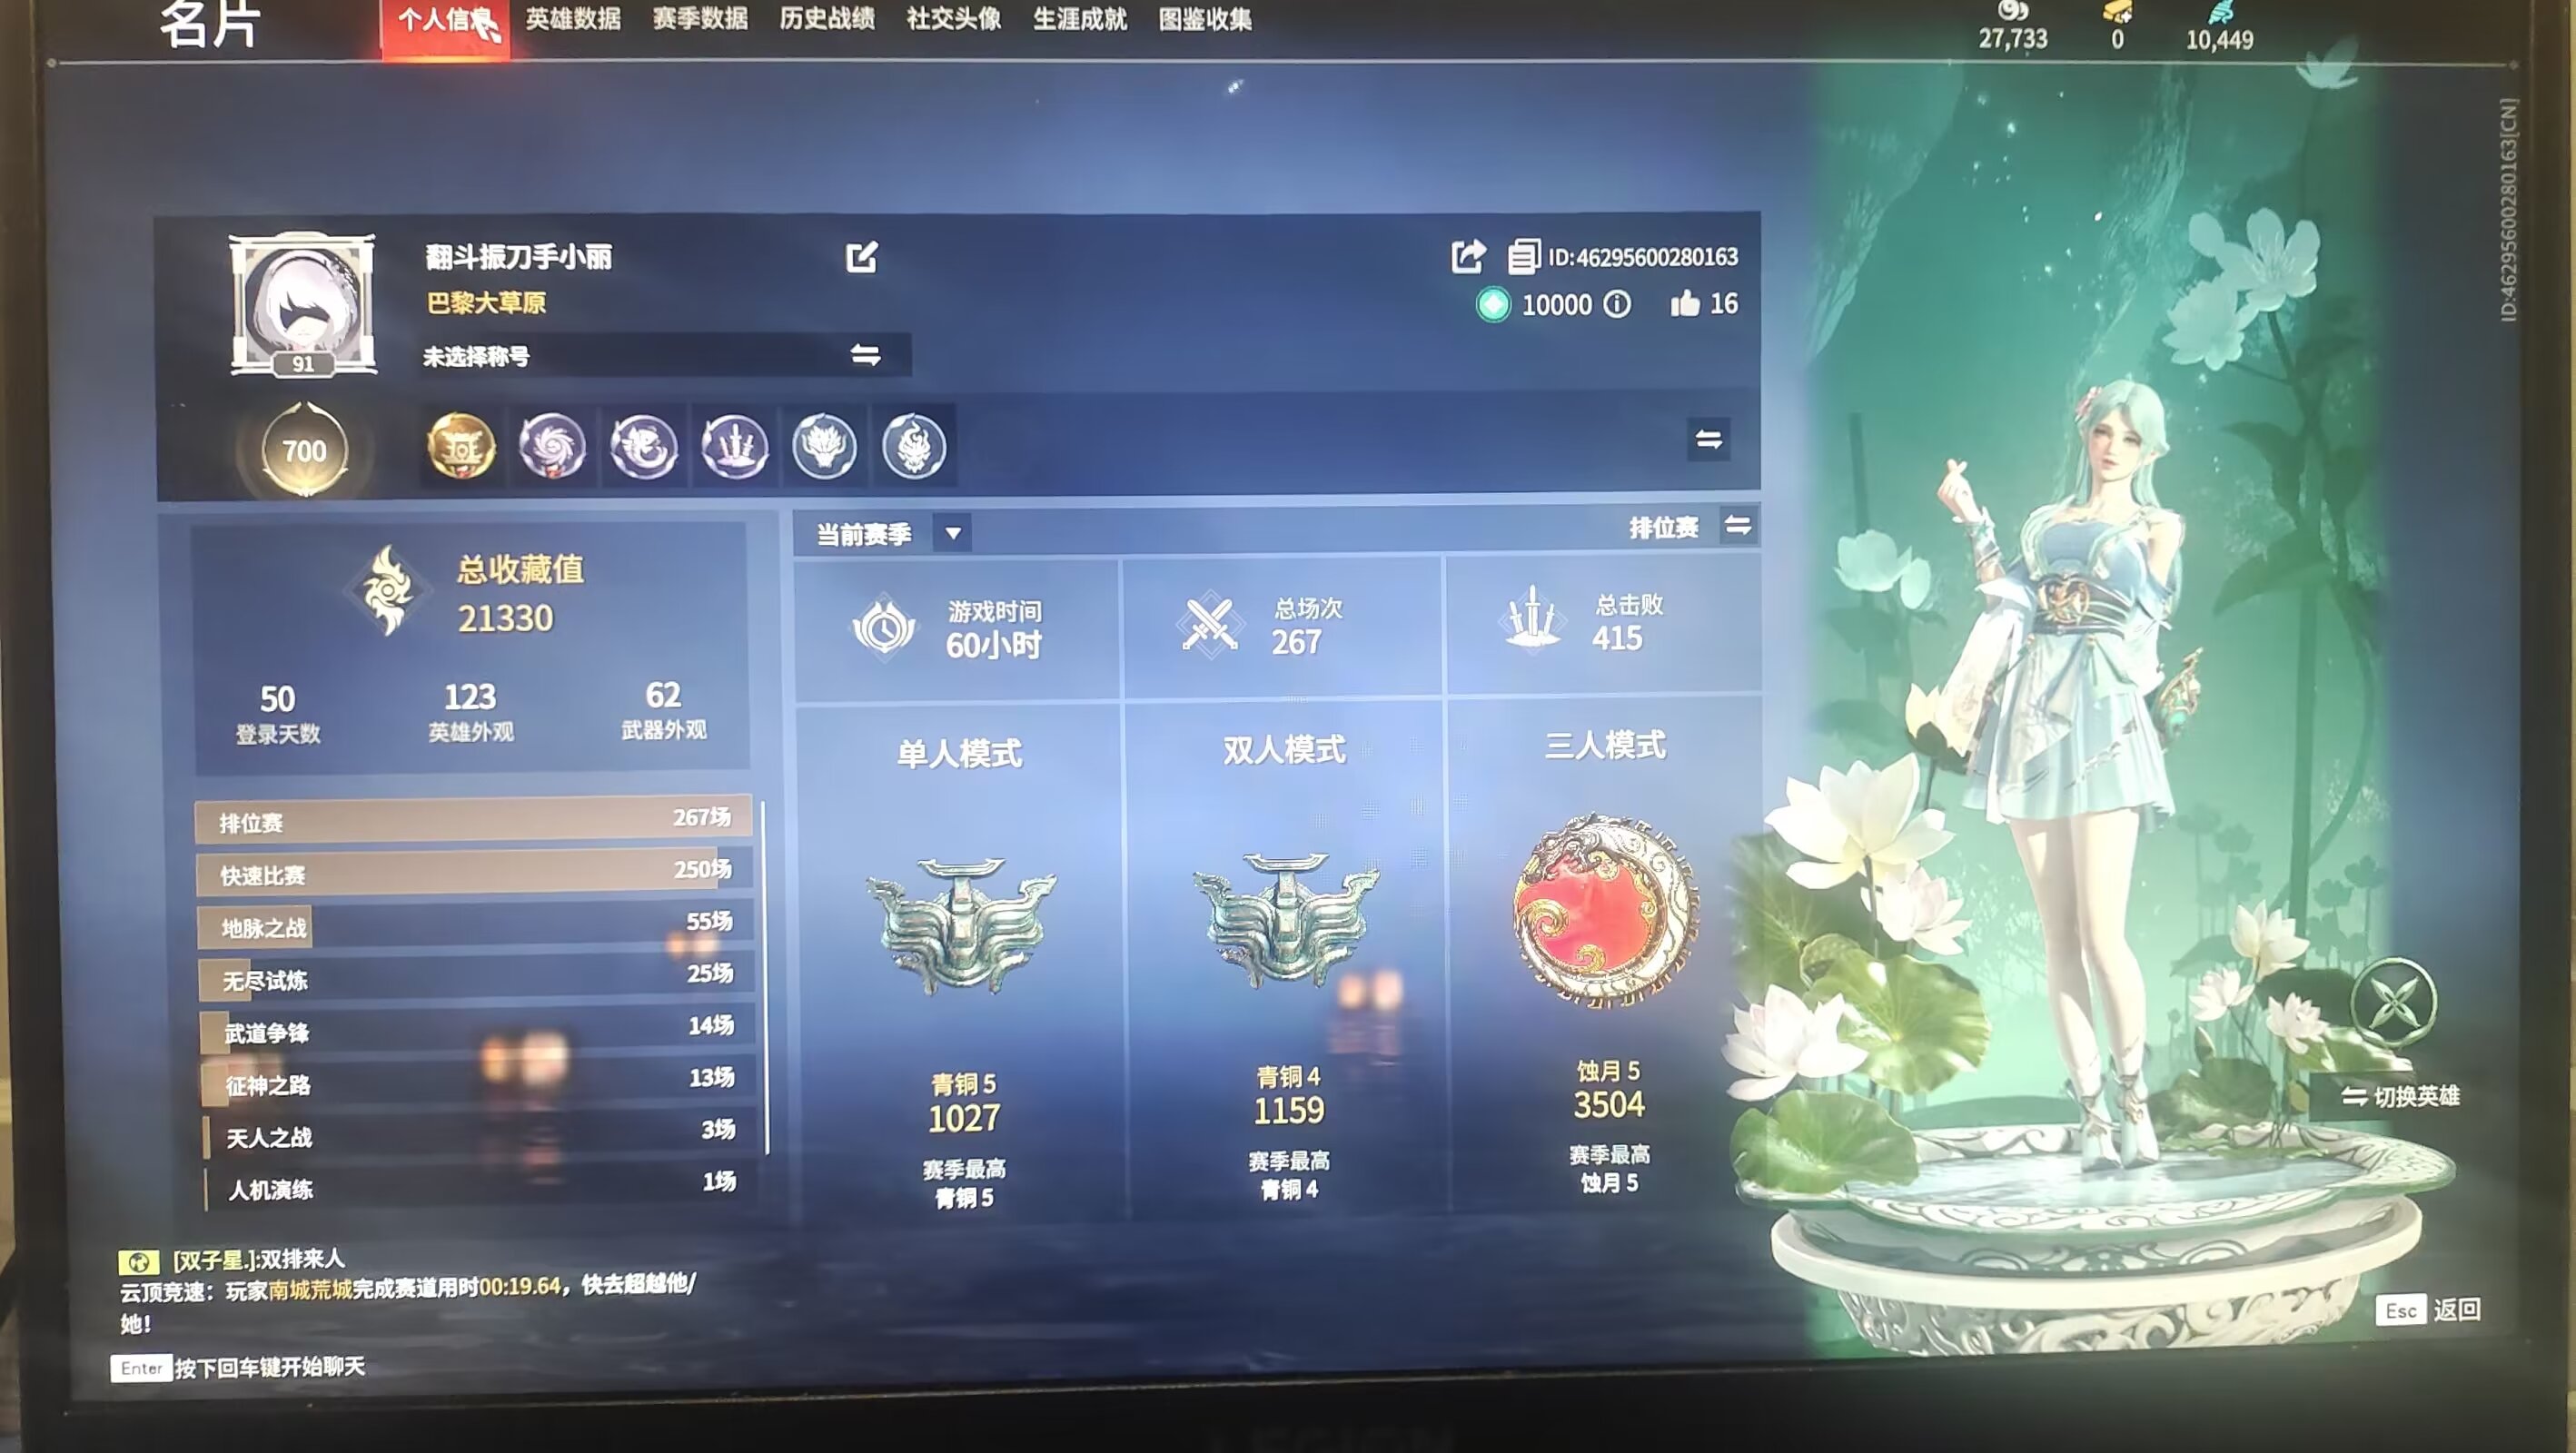 名片
个人信息 英雄数据 赛季数据 历史战绩 社交头像 生涯成就 图鉴收集
27,733 0 10,449
ID:46295600280163[CN]
翻斗振刀手小丽
ID:46295600280163
巴黎大草原
10000 16
未选择称号
91
700
总收藏值
21330
50 123 62
登录天数 英雄外观 武器外观
排位赛 267场
快速比赛 250场
地脉之战 55场
无尽试炼 25场
武道争锋 14场
征神之路 13场
天人之战 3场
人机演练 1场
当前赛季 排位赛
游戏时间
60小时
总场次
267
总击败
415
单人模式
青铜 5
1027
赛季最高
青铜 5
双人模式
青铜 4
1159
赛季最高
青铜 4
三人模式
蚀月 5
3504
赛季最高
蚀月 5
切换英雄
[双子星.]:双排来人
云顶竞速：玩家南城荒城完成赛道用时00:19.64，快去超越他/
她！
Enter 按下回车键开始聊天
Esc 返回